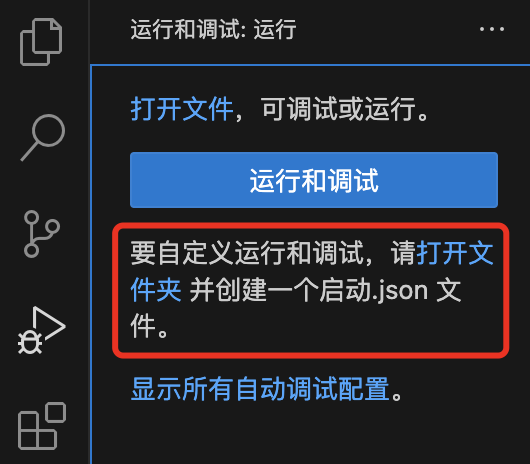 运行和调试: 运行
打开文件，可调试或运行。
运行和调试
要自定义运行和调试，请打开文
件夹 并创建一个启动.json 文
件。
显示所有自动调试配置。